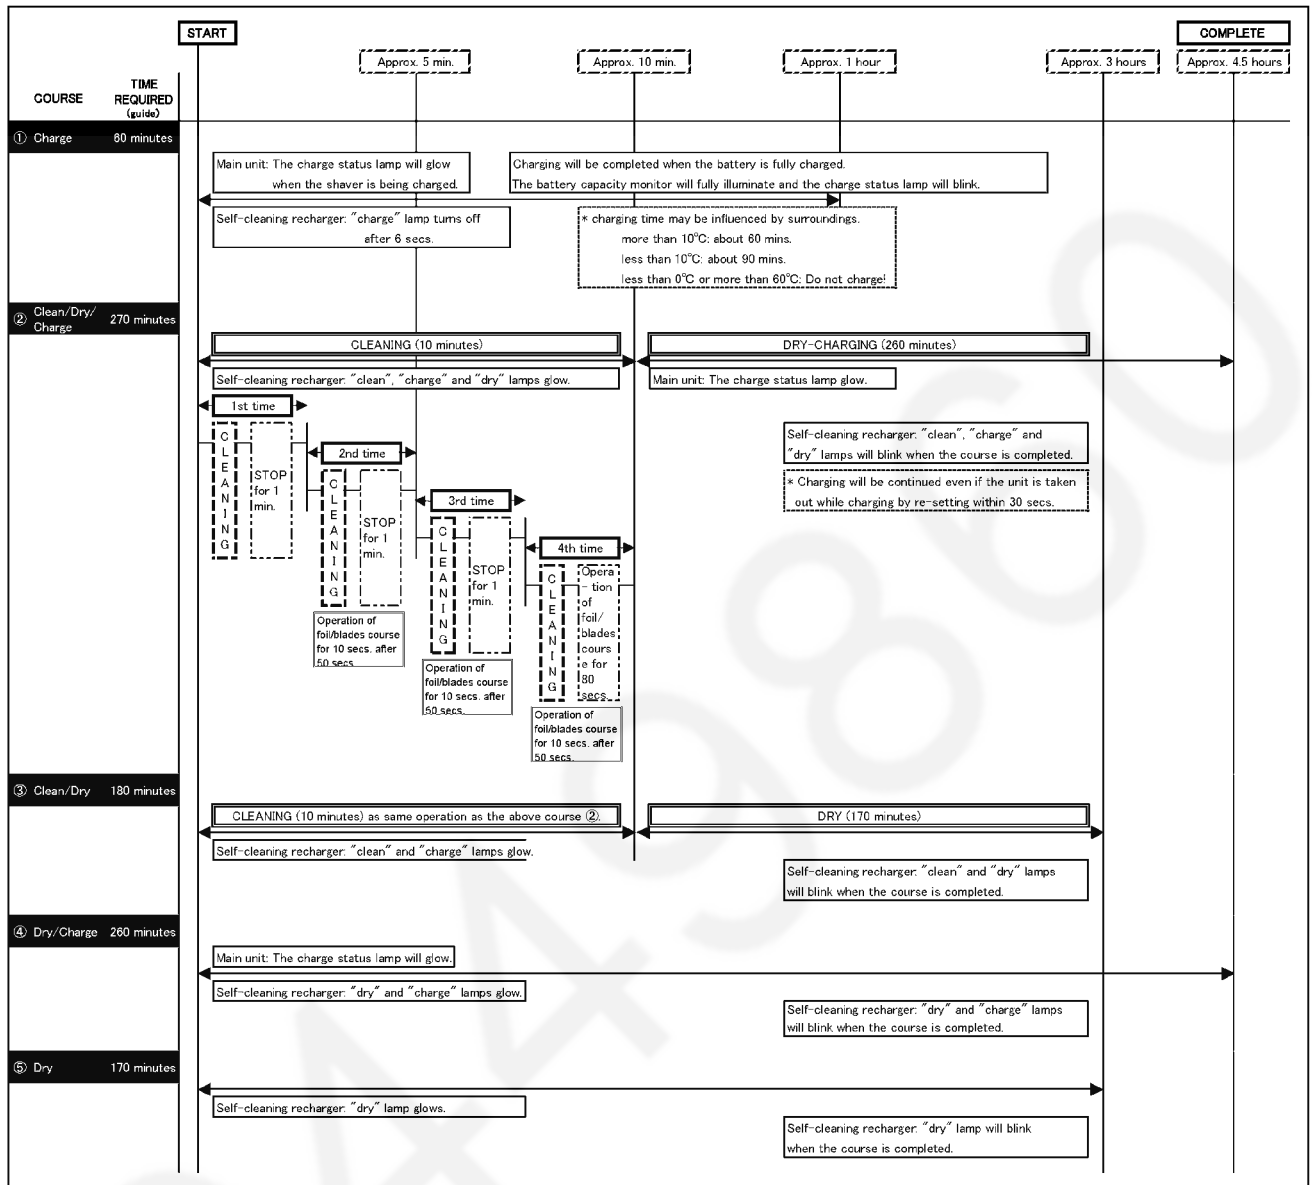 START
COMPLETE
Approx. 5 min.
Approx. 10 min.
Approx. 1 hour
Approx. 3 hours
Approx. 4.5 hours
COURSE
TIME
REQUIRED
(guide)
① Charge 60 minutes
Main unit: The charge status lamp will glow
when the shaver is being charged.
Charging will be completed when the battery is fully charged.
The battery capacity monitor will fully illuminate and the charge status lamp will blink.
Self-cleaning recharger: "charge" lamp turns off
after 6 secs.
* charging time may be influenced by surroundings.
more than 10°C: about 60 mins.
less than 10°C: about 90 mins.
less than 0°C or more than 60°C: Do not charge!
② Clean/Dry/
Charge
270 minutes
CLEANING (10 minutes)
DRY-CHARGING (260 minutes)
Self-cleaning recharger: "clean", "charge" and "dry" lamps glow.
Main unit: The charge status lamp glow.
1st time
CLEANING
STOP
for 1
min.
2nd time
CLEANING
STOP
for 1
min.
Operation of
foil/blades course
for 10 secs. after
50 secs.
3rd time
CLEANING
STOP
for 1
min.
Operation of
foil/blades course
for 10 secs. after
50 secs.
4th time
CLEANING
Opera
- tion
of
foil/
blades
cours
e for
80
secs.
Operation of
foil/blades course
for 10 secs. after
50 secs.
Self-cleaning recharger: "clean", "charge" and
"dry" lamps will blink when the course is completed.
* Charging will be continued even if the unit is taken
out while charging by re-setting within 30 secs.
③ Clean/Dry 180 minutes
CLEANING (10 minutes) as same operation as the above course ②.
DRY (170 minutes)
Self-cleaning recharger: "clean" and "charge" lamps glow.
Self-cleaning recharger: "clean" and "dry" lamps
will blink when the course is completed.
④ Dry/Charge 260 minutes
Main unit: The charge status lamp will glow.
Self-cleaning recharger: "dry" and "charge" lamps glow.
Self-cleaning recharger: "dry" and "charge" lamps
will blink when the course is completed.
⑤ Dry 170 minutes
Self-cleaning recharger: "dry" lamp glows.
Self-cleaning recharger: "dry" lamp will blink
when the course is completed.